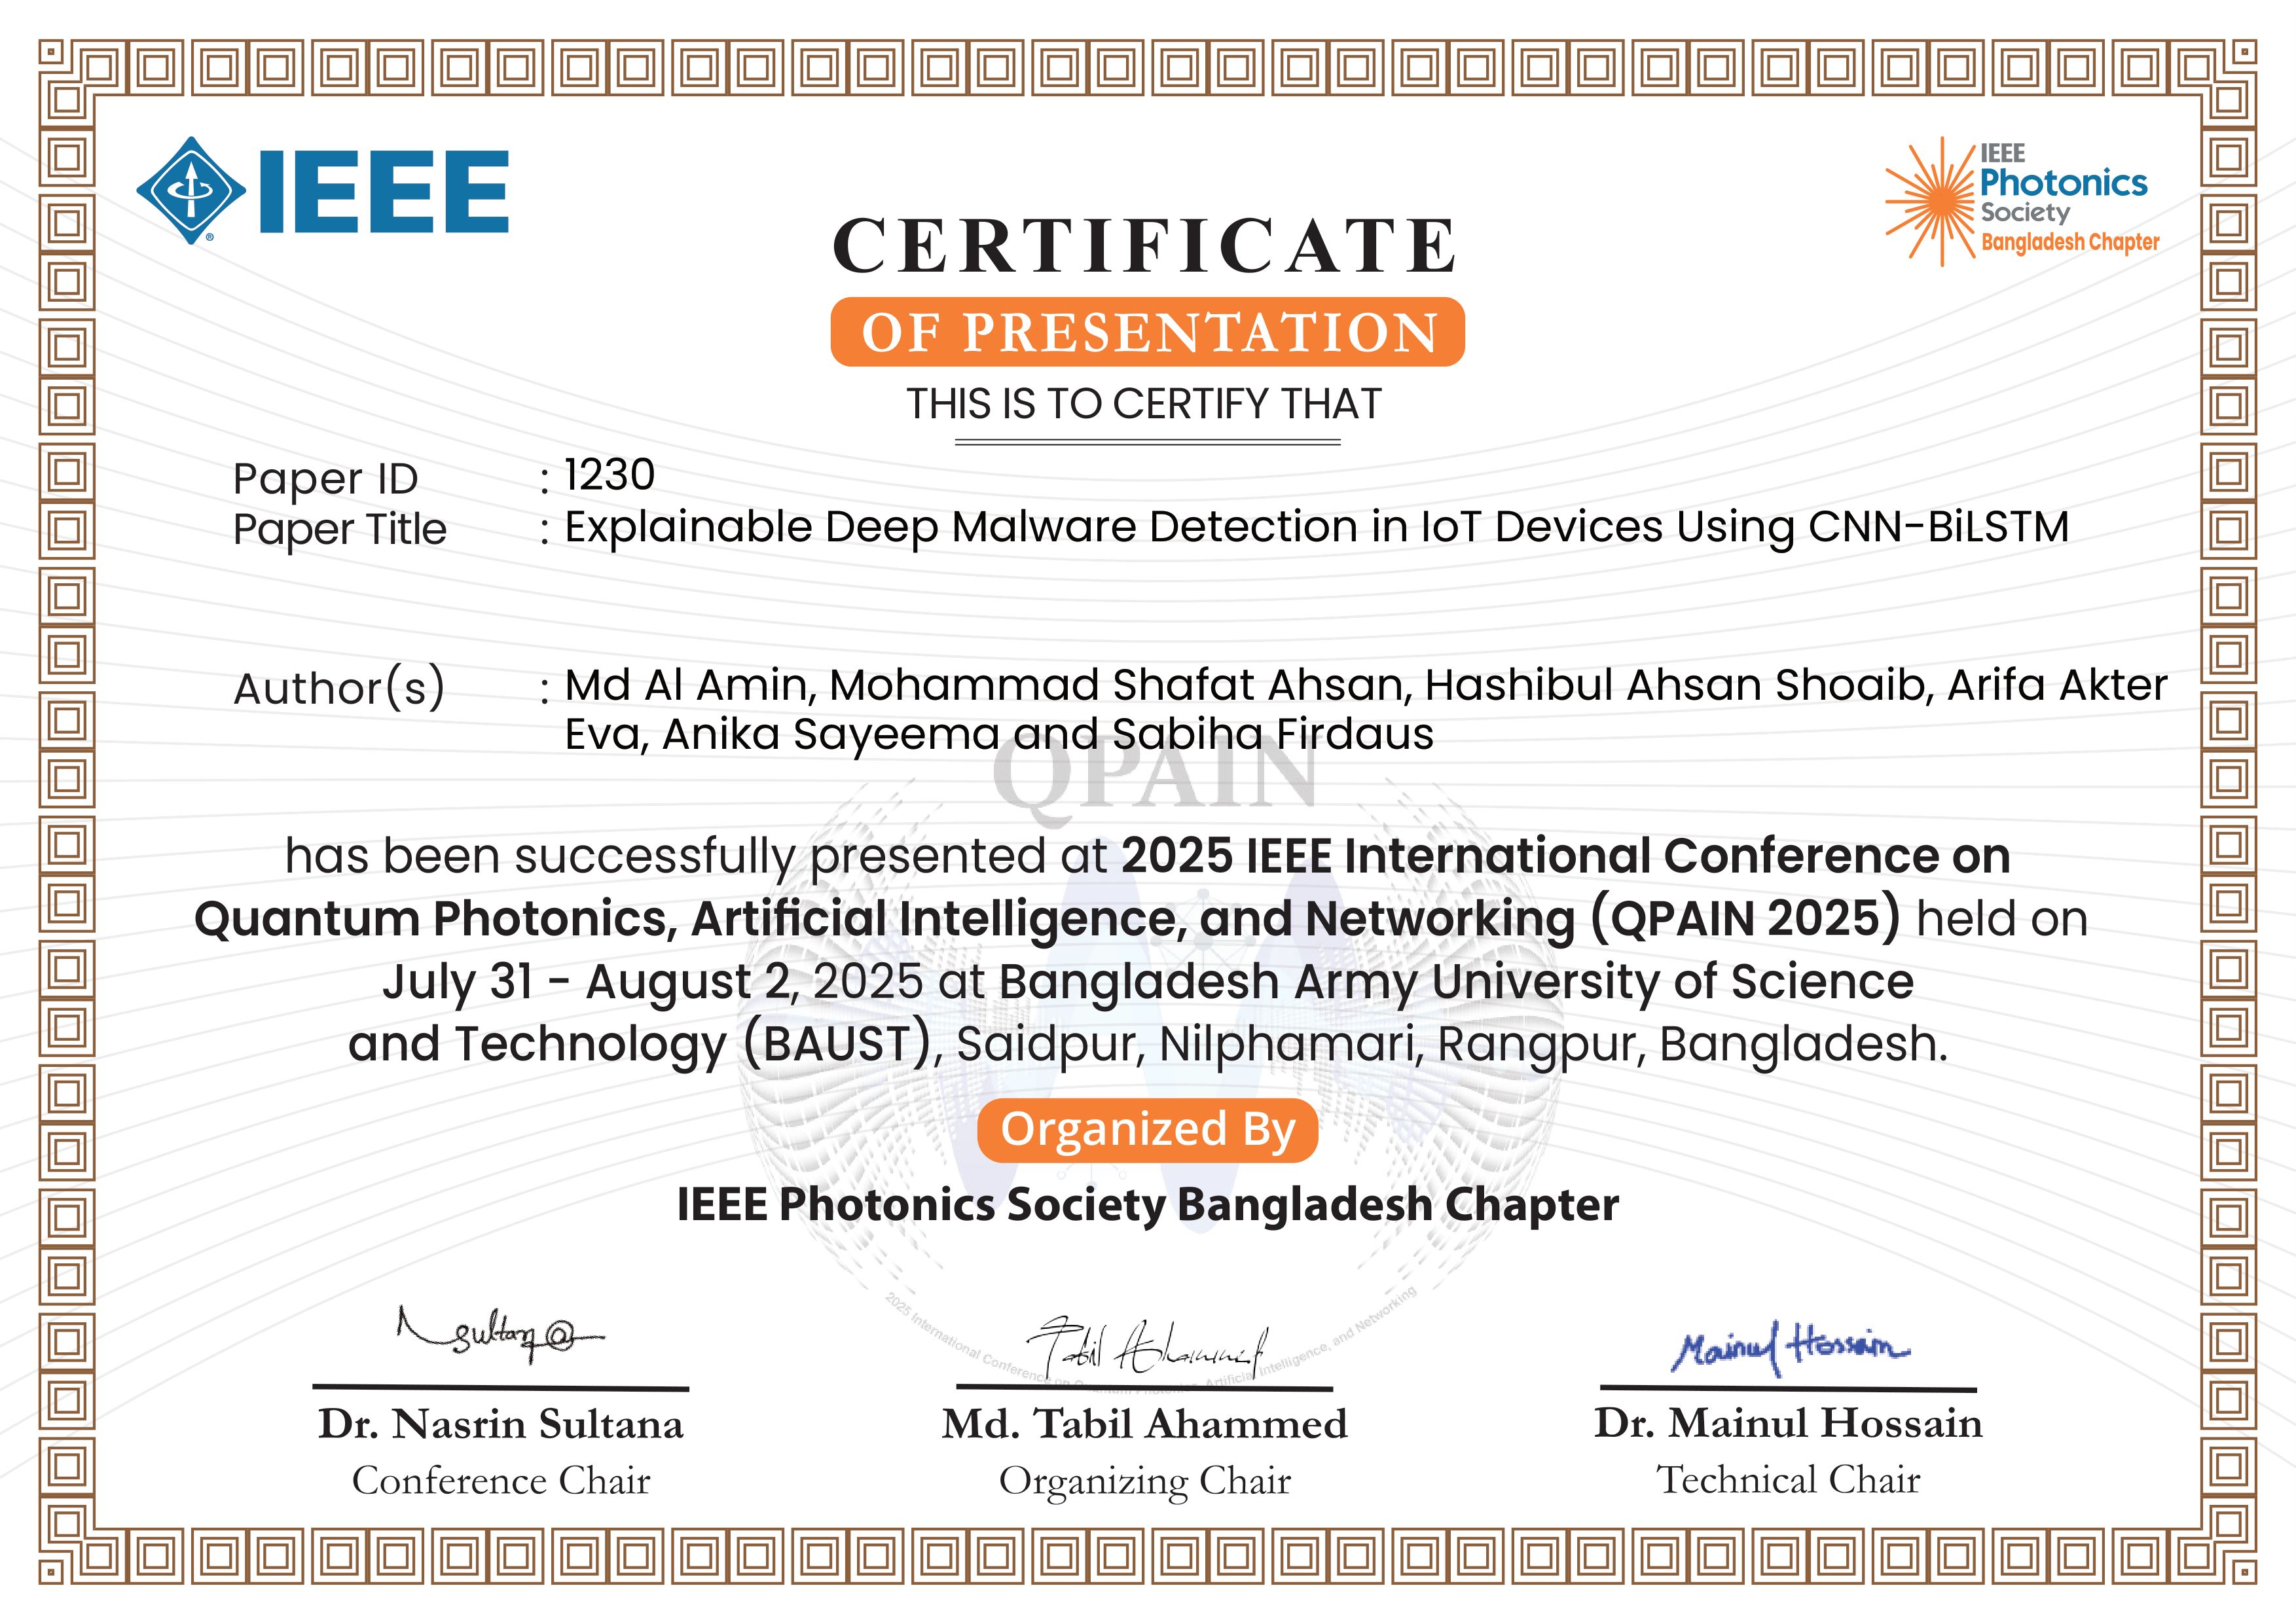 IEEE
IEEE
Photonics
Society
Bangladesh Chapter
CERTIFICATE
OF PRESENTATION
THIS IS TO CERTIFY THAT
Paper ID : 1230
Paper Title : Explainable Deep Malware Detection in IoT Devices Using CNN-BiLSTM
Author(s) : Md Al Amin, Mohammad Shafat Ahsan, Hashibul Ahsan Shoaib, Arifa Akter
Eva, Anika Sayeema and Sabiha Firdaus
QPAIN
has been successfully presented at 2025 IEEE International Conference on
Quantum Photonics, Artificial Intelligence, and Networking (QPAIN 2025) held on
July 31 - August 2, 2025 at Bangladesh Army University of Science
and Technology (BAUST), Saidpur, Nilphamari, Rangpur, Bangladesh.
Organized By
IEEE Photonics Society Bangladesh Chapter
2025 International Conference on Quantum Photonics, Artificial Intelligence, and Networking
Nsultana
Tabil Ahammed
Mainul Hossain
Dr. Nasrin Sultana
Md. Tabil Ahammed
Dr. Mainul Hossain
Conference Chair
Organizing Chair
Technical Chair